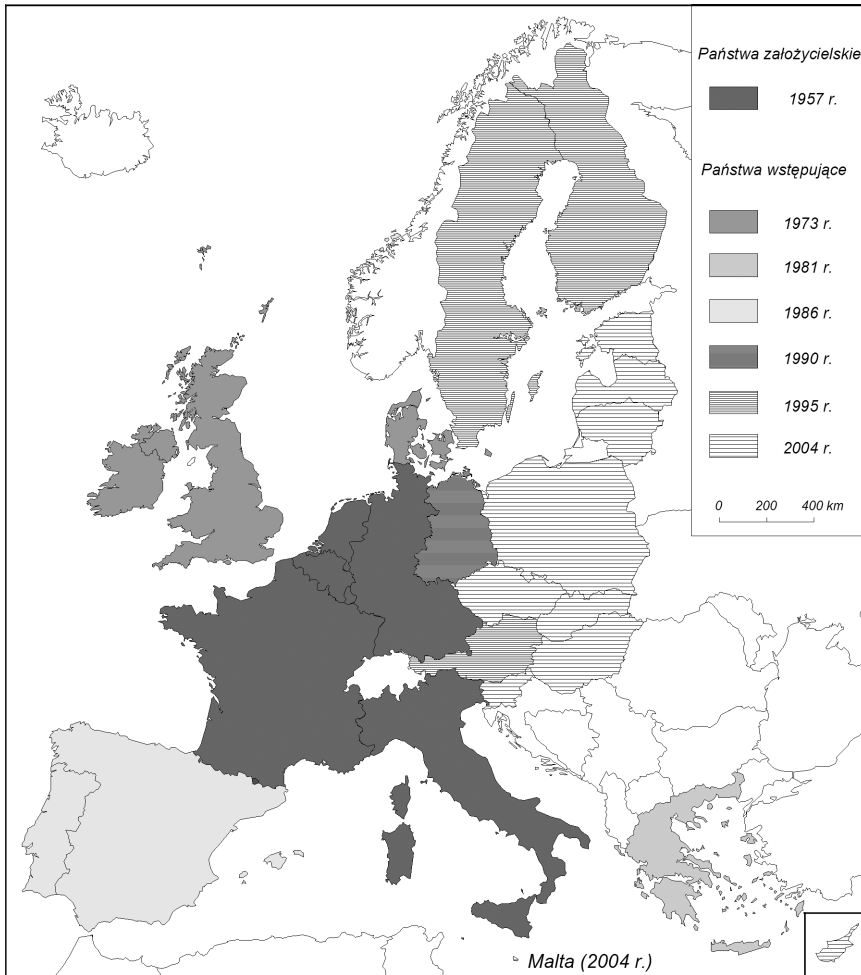 Państwa założycielskie
1957 r.
Państwa wstępujące
1973 r.
1981 r.
1986 r.
1990 r.
1995 r.
2004 r.
0 200 400 km
Malta (2004 r.)